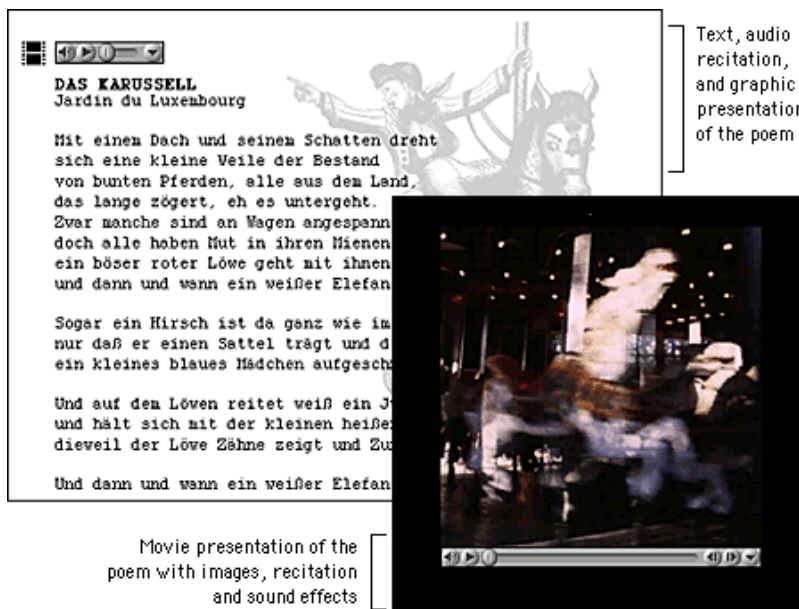 DAS KARUSSELL
Jardin du Luxembourg
Mit einem Dach und seinem Schatten dreht
sich eine kleine Weile der Bestand
von bunten Pferden, alle aus dem Land,
das lange zögert, eh es untergeht.
Zwar manche sind an Wagen angespann
doch alle haben Mut in ihren Mienen
ein böser roter Löwe geht mit ihnen
und dann und wann ein weißer Elefan
Sogar ein Hirsch ist da ganz wie im
nur daß er einen Sattel trägt und d
ein kleines blaues Mädchen aufgesch
Und auf dem Löwen reitet weiß ein J
und hält sich mit der kleinen heiße
dieweil der Löwe Zähne zeigt und Zu
Und dann und wann ein weißer Elefan
Text, audio
recitation,
and graphic
presentation
of the poem
Movie presentation of the
poem with images, recitation
and sound effects